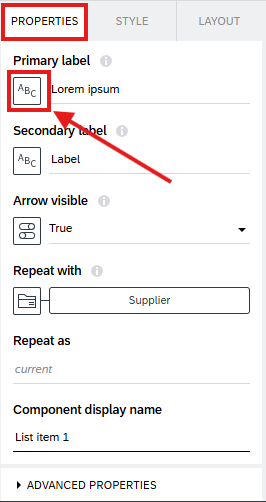 PROPERTIES STYLE LAYOUT
Primary label i
ABC Lorem ipsum
Secondary label i
ABC Label
Arrow visible i
True
Repeat with i
Supplier
Repeat as
current
Component display name
List item 1
ADVANCED PROPERTIES